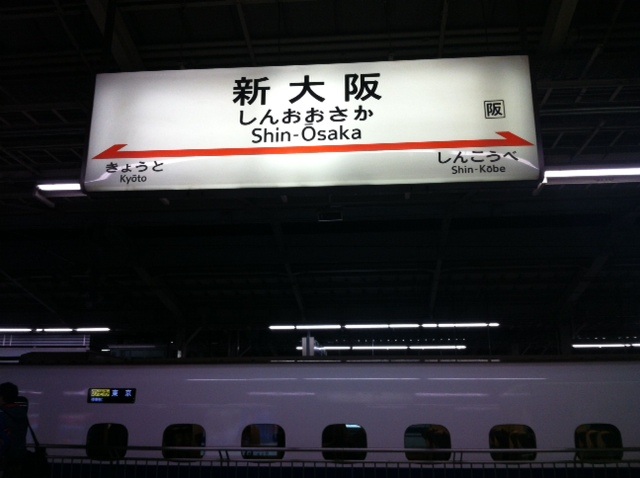 新大阪
しんおおさか
Shin-Ōsaka
阪
きょうと
Kyōto
しんこうべ
Shin-Kōbe
東京